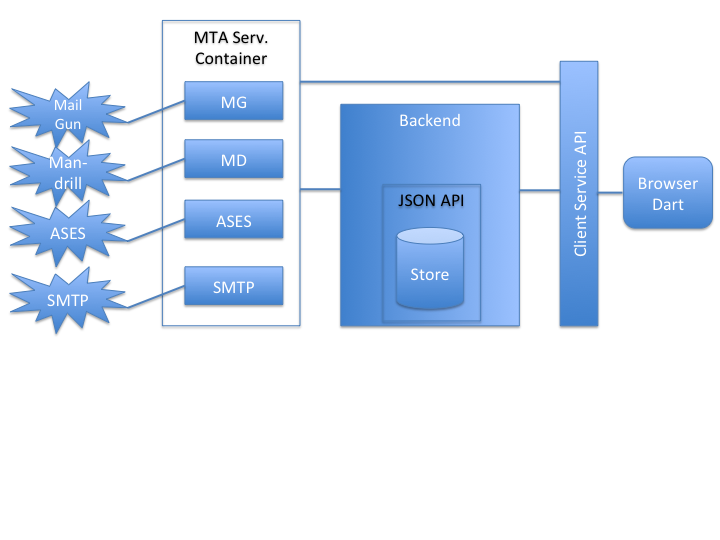 MTA Serv.
Container
Mail
Gun
MG
Man-
drill
MD
ASES
ASES
SMTP
SMTP
Backend
JSON API
Store
Client Service API
Browser
Dart